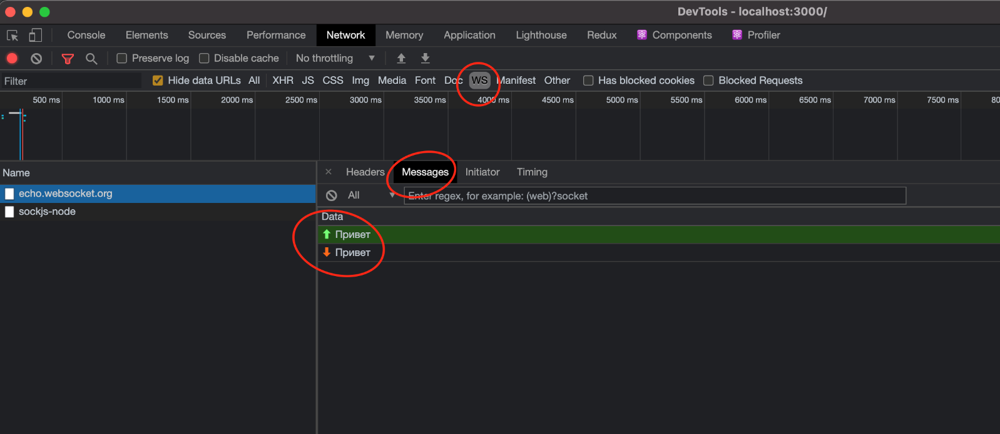 DevTools - localhost:3000/
Console Elements Sources Performance Network Memory Application Lighthouse Redux Components Profiler
Preserve log Disable cache No throttling
Filter Hide data URLs All XHR JS CSS Img Media Font Doc WS Manifest Other Has blocked cookies Blocked Requests
500 ms 1000 ms 1500 ms 2000 ms 2500 ms 3000 ms 3500 ms 4000 ms 4500 ms 5000 ms 5500 ms 6000 ms 6500 ms 7000 ms 7500 ms 80
Name
echo.websocket.org
sockjs-node
Headers Messages Initiator Timing
All Enter regex, for example: (web)?socket
Data
Привет
Привет